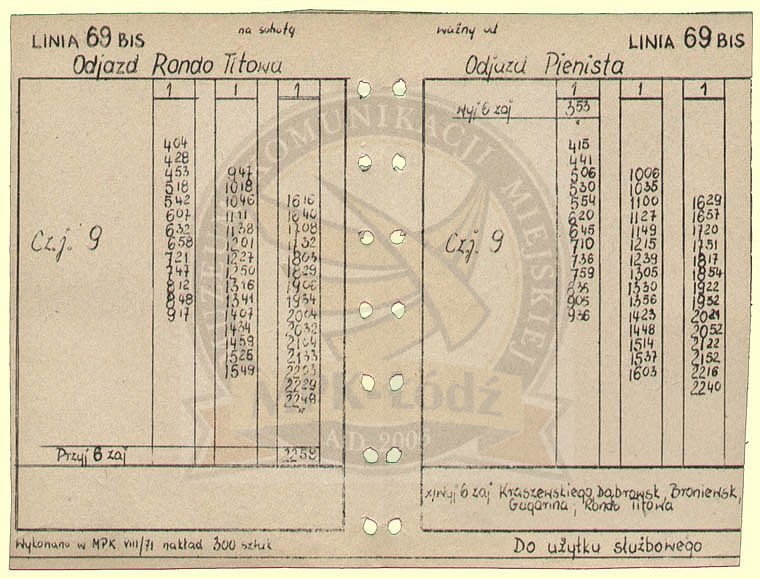 LINIA 69 BIS
na soboty
Odjazd Rondo Titowa
1 1 1
404
428
453 947
518 1018
542 1046 1616
607 1111 1640
632 1138 1708
Cz.j. 9
658 1201 1732
721 1227 1803
747 1250 1829
812 1316 1906
848 1341 1934
917 1407 2004
1434 2032
1459 2104
1526 2133
1549 2203
2229
2248
Przyj 6 zaj 2258
Wykonano w MPK VIII/71 nakład 300 sztuk
ważny od
LINIA 69 BIS
Odjazd Pienista
1 1 1
Wyj 6 zaj 353
415
441
506 1006
530 1035
554 1100 1629
620 1127 1657
645 1149 1720
Cz.j. 9
710 1215 1751
736 1239 1817
759 1305 1854
835 1330 1922
905 1356 1952
936 1423 2021
1448 2052
1514 2122
1537 2152
1603 2216
2240
x) Wyj 6 zaj Kraszewskiego, Dąbrowsk, Broniewsk,
Gagarina, Rondo Titowa
Do użytku służbowego
MUZEUM KOMUNIKACJI MIEJSKIEJ
MPK-Łódź
A.D. 2009